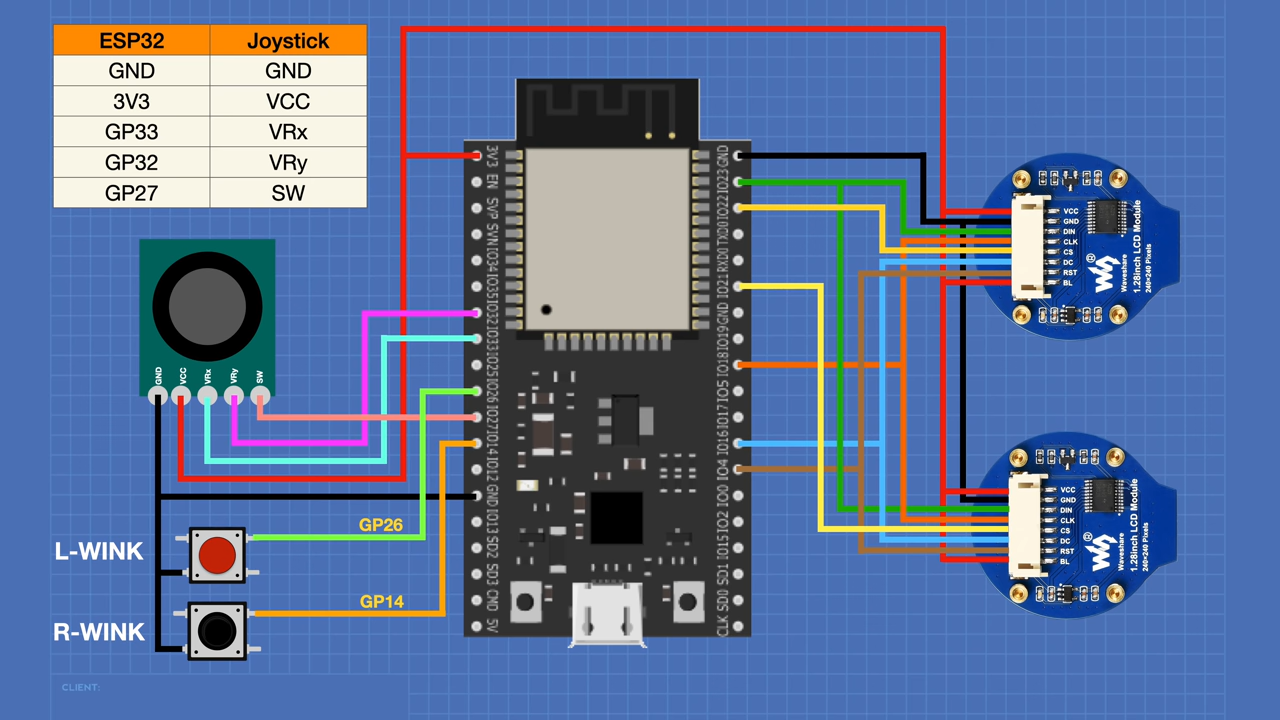 ESP32 Joystick
GND GND
3V3 VCC
GP33 VRx
GP32 VRy
GP27 SW
GND
VCC
VRx
VRy
SW
L-WINK
R-WINK
GP26
GP14
CLIENT:
3V3
EN
SVP
SVN
IO34
IO35
IO32
IO33
IO25
IO26
IO27
IO14
IO12
GND
IO13
SD2
SD3
CMD
5V
GND
IO23
IO22
TXD0
RXD0
IO21
GND
IO19
IO18
IO5
IO17
IO16
IO4
IO0
IO2
IO15
SD1
SD0
CLK
VCC
GND
DIN
CLK
CS
DC
RST
BL
®
Waveshare
1.28inch LCD Module
240×240 Pixels
VCC
GND
DIN
CLK
CS
DC
RST
BL
®
Waveshare
1.28inch LCD Module
240×240 Pixels